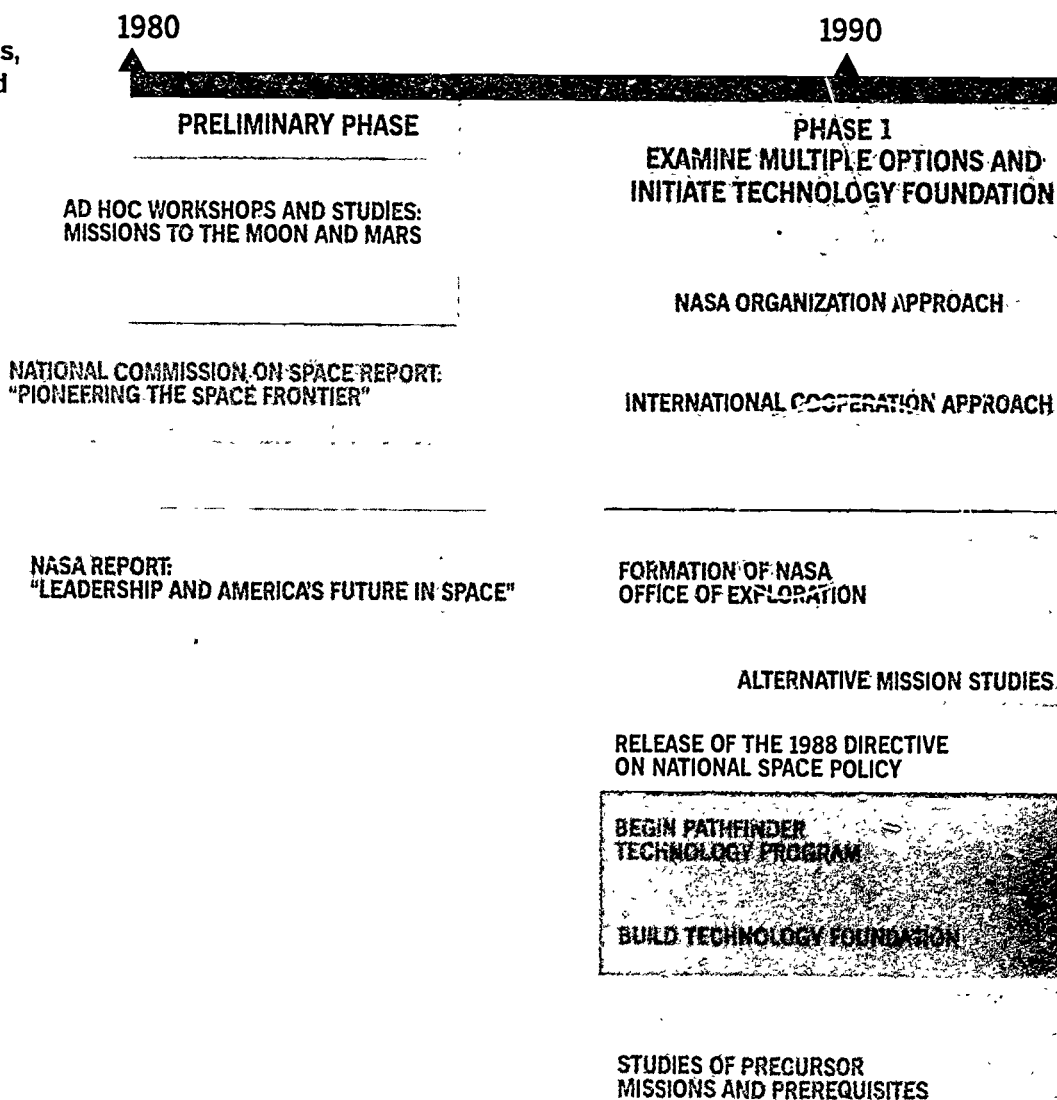 1980
1990
s,
d
PRELIMINARY PHASE
AD HOC WORKSHOPS AND STUDIES:
MISSIONS TO THE MOON AND MARS
NATIONAL COMMISSION ON SPACE REPORT:
"PIONEERING THE SPACE FRONTIER"
NASA REPORT:
"LEADERSHIP AND AMERICA'S FUTURE IN SPACE"
PHASE 1
EXAMINE MULTIPLE OPTIONS AND
INITIATE TECHNOLOGY FOUNDATION
NASA ORGANIZATION APPROACH
INTERNATIONAL COOPERATION APPROACH
FORMATION OF NASA
OFFICE OF EXPLORATION
ALTERNATIVE MISSION STUDIES
RELEASE OF THE 1988 DIRECTIVE
ON NATIONAL SPACE POLICY
BEGIN PATHFINDER
TECHNOLOGY PROGRAM
BUILD TECHNOLOGY FOUNDATION
STUDIES OF PRECURSOR
MISSIONS AND PREREQUISITES